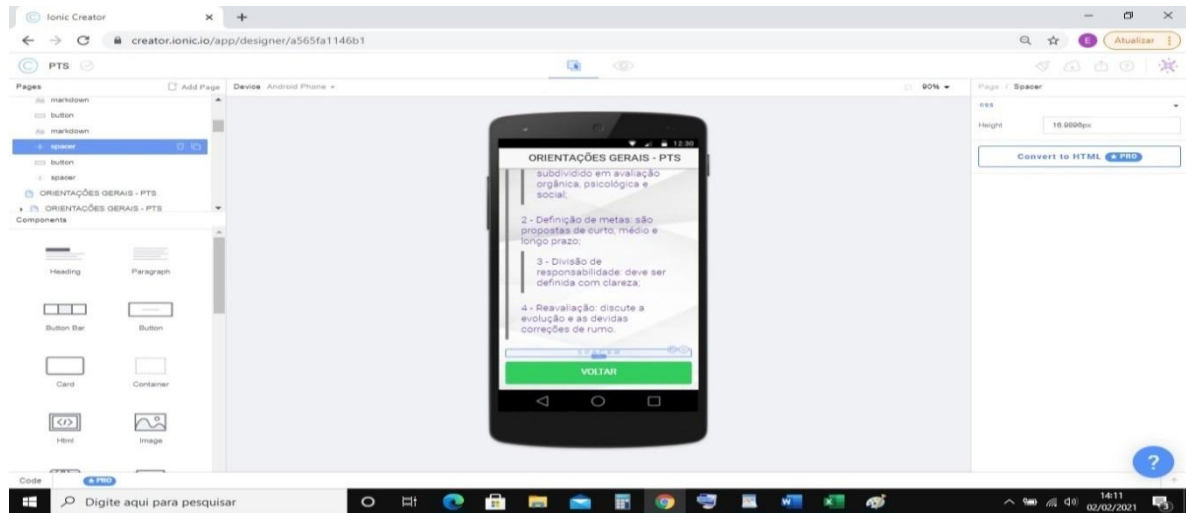 Ionic Creator
creator.ionic.io/app/designer/a565fa1146b1
E
Atualizar
PTS
Pages
Add Page
Device Android Phone
90%
Page / Spacer
markdown
button
markdown
spacer
button
spacer
ORIENTAÇÕES GERAIS - PTS
ORIENTAÇÕES GERAIS - PTS
CSS
Height
Convert to HTML PRO
12:30
ORIENTAÇÕES GERAIS - PTS
subdividido em avaliação
orgânica, psicológica e
social;
2 - Definição de metas: são
propostas de curto, médio e
longo prazo;
3 - Divisão de
responsabilidade: deve ser
definida com clareza;
4 - Reavaliação: discute a
evolução e as devidas
correções de rumo.
SPACER
VOLTAR
Components
Heading
Paragraph
Button Bar
Button
Card
Container
Html
Image
Code
PRO
?
Digite aqui para pesquisar
14:11
02/02/2021